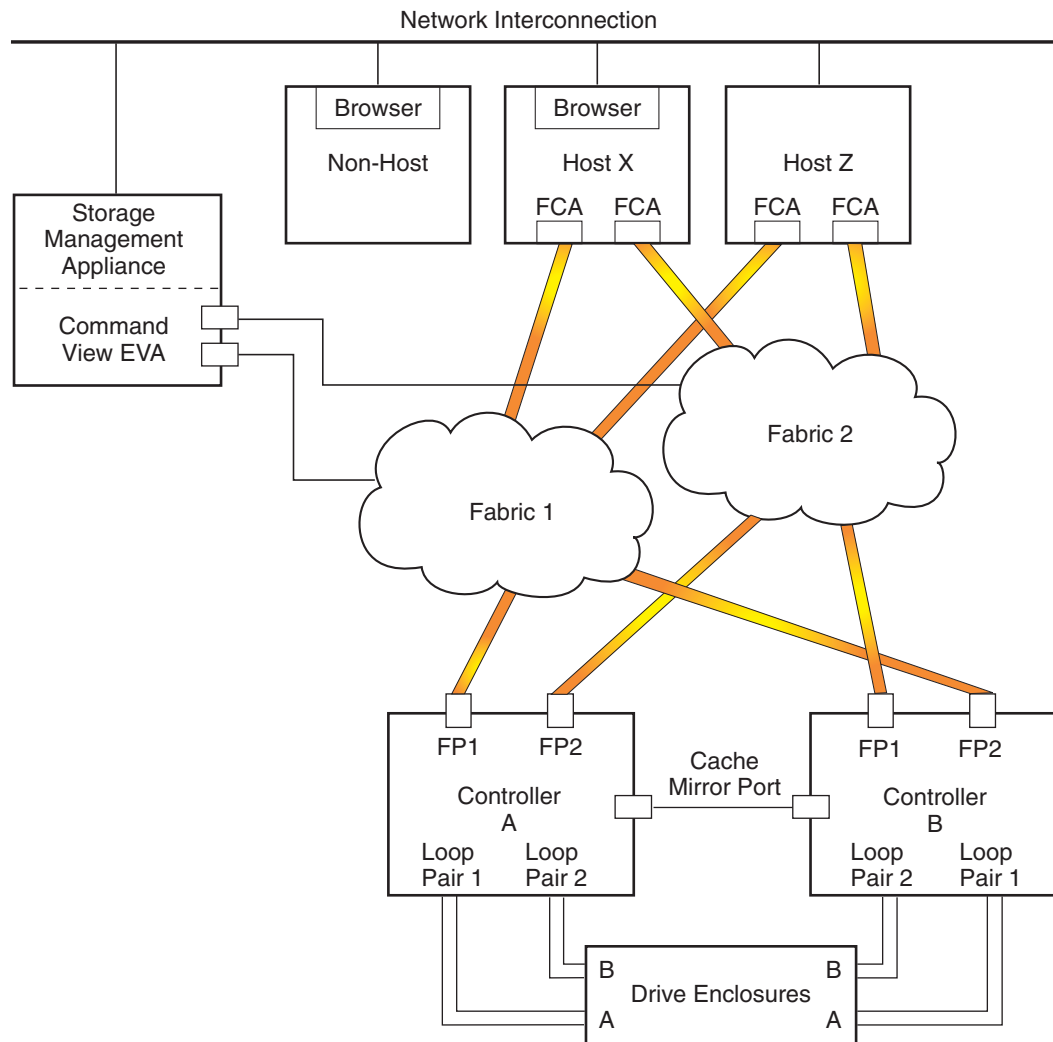 Network Interconnection
Browser
Non-Host
Browser
Host X
FCA
FCA
Host Z
FCA
FCA
Storage
Management
Appliance
Command
View EVA
Fabric 2
Fabric 1
FP1
FP2
Controller
A
Loop
Pair 1
Loop
Pair 2
Cache
Mirror Port
FP1
FP2
Controller
B
Loop
Pair 2
Loop
Pair 1
B
A
Drive Enclosures
B
A